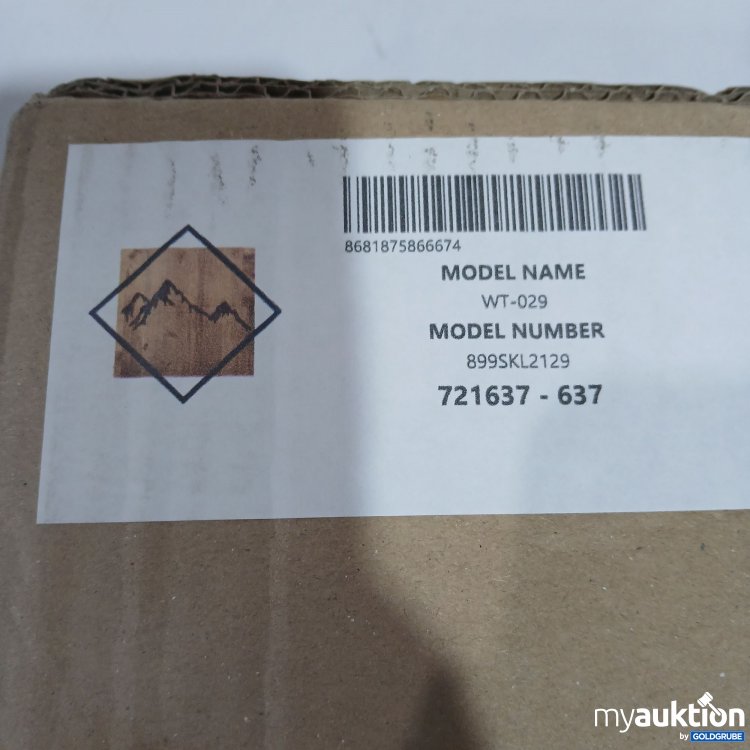 8681875866674
MODEL NAME
WT-029
MODEL NUMBER
899SKL2129
721637 - 637
myauktion
by GOLDGRUBE